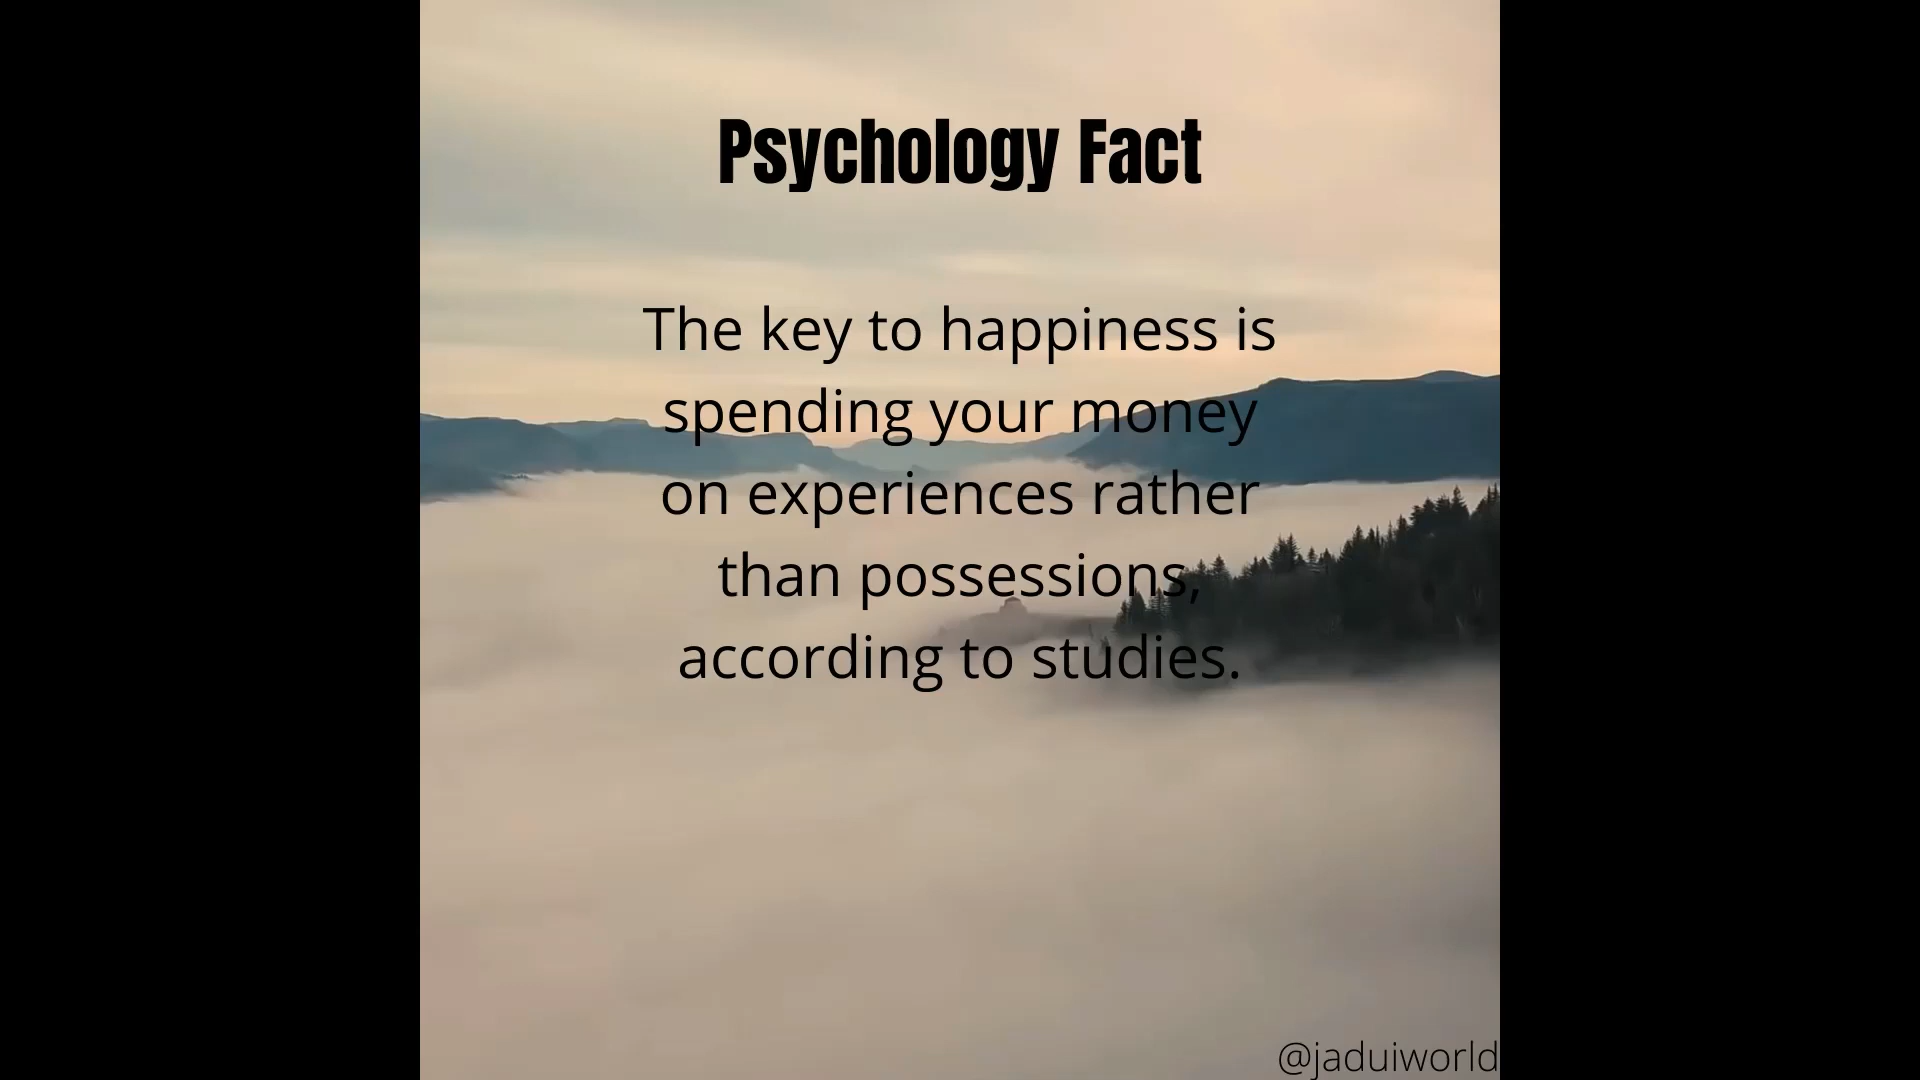 Psychology Fact
The key to happiness is
spending your money
on experiences rather
than possessions,
according to studies.
@jaduiworld